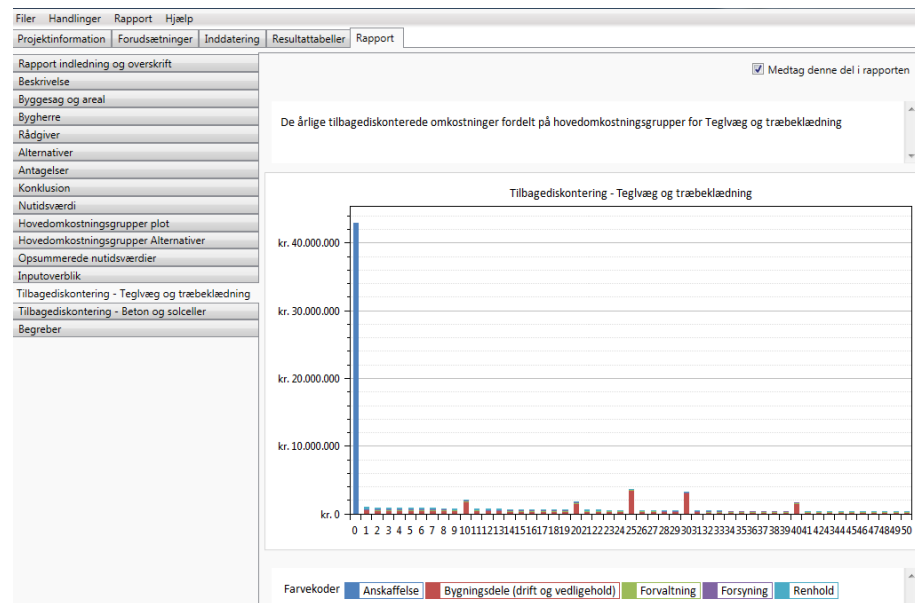 Filer Handlinger Rapport Hjælp
Projektinformation Forudsætninger Inddatering Resultattabeller Rapport
Rapport indledning og overskrift
Beskrivelse
Byggesag og areal
Bygherre
Rådgiver
Alternativer
Antagelser
Konklusion
Nutidsværdi
Hovedomkostningsgrupper plot
Hovedomkostningsgrupper Alternativer
Opsummerede nutidsværdier
Inputoverblik
Tilbagediskontering - Teglvæg og træbeklædning
Tilbagediskontering - Beton og solceller
Begreber
Medtag denne del i rapporten
De årlige tilbagediskonterede omkostninger fordelt på hovedomkostningsgrupper for Teglvæg og træbeklædning
Tilbagediskontering - Teglvæg og træbeklædning
kr. 40.000.000
kr. 30.000.000
kr. 20.000.000
kr. 10.000.000
kr. 0
0 1 2 3 4 5 6 7 8 9 10 11 12 13 14 15 16 17 18 19 20 21 22 23 24 25 26 27 28 29 30 31 32 33 34 35 36 37 38 39 40 41 42 43 44 45 46 47 48 49 50
Farvekoder Anskaffelse Bygningsdele (drift og vedligehold) Forvaltning Forsyning Renhold